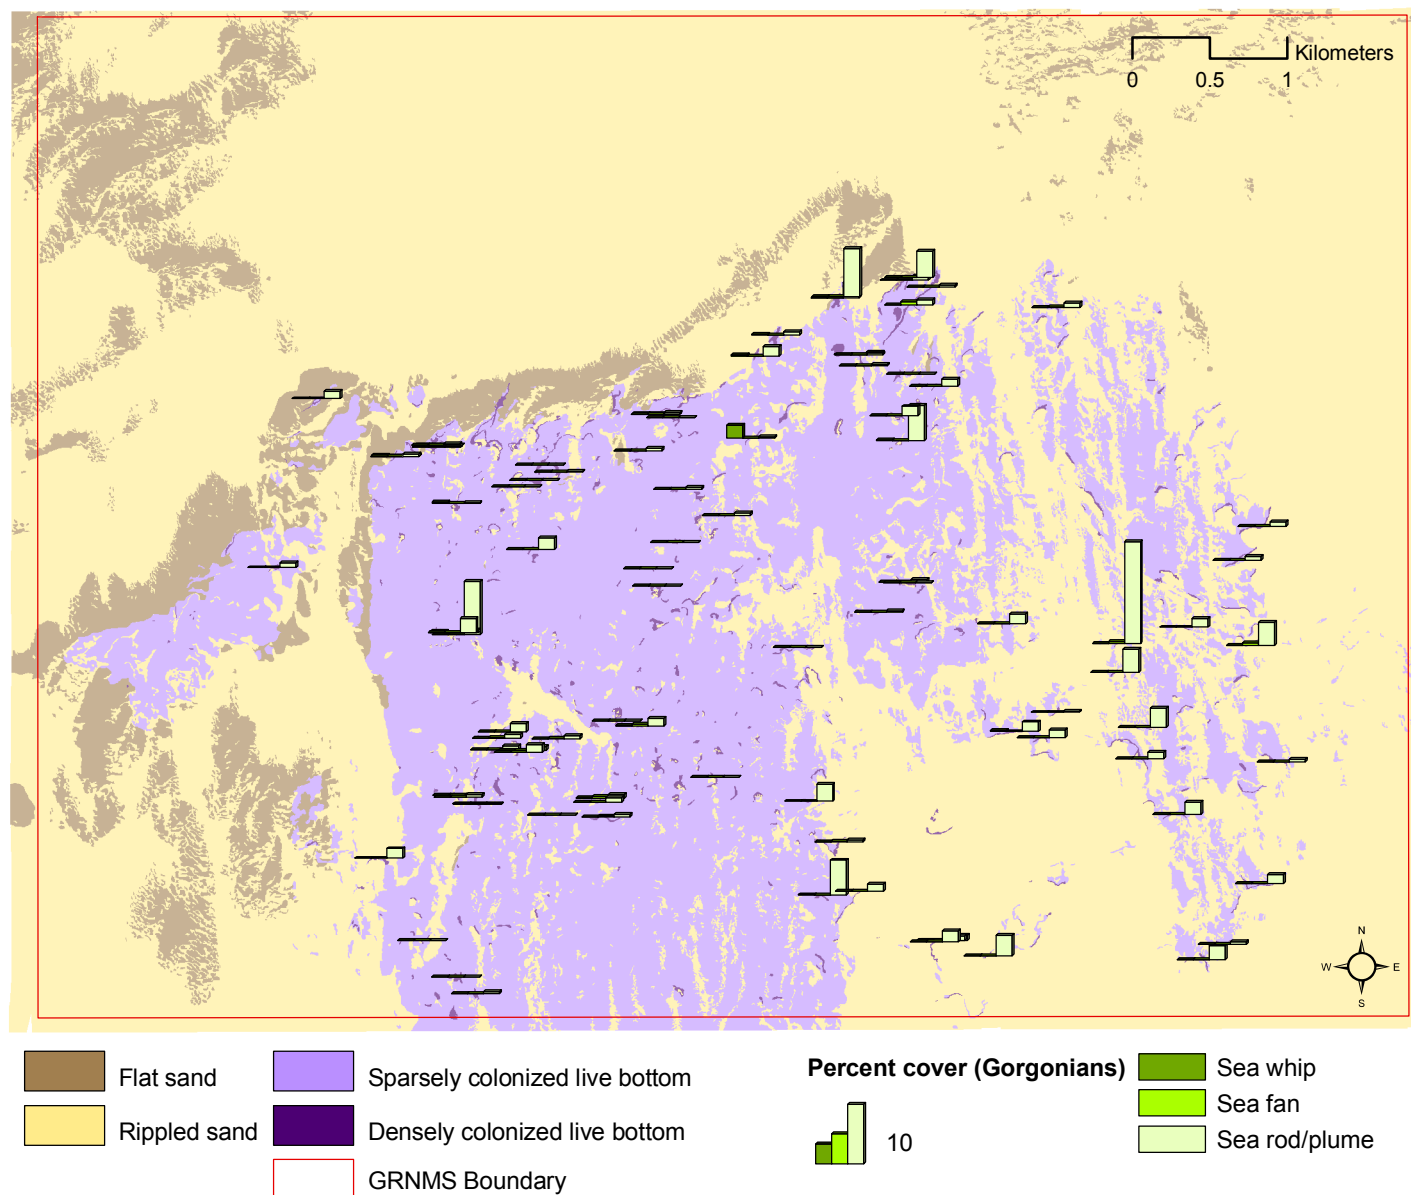 Kilometers
0 0.5 1
N
W E
S
Flat sand
Rippled sand
Sparsely colonized live bottom
Densely colonized live bottom
GRNMS Boundary
Percent cover (Gorgonians)
10
Sea whip
Sea fan
Sea rod/plume